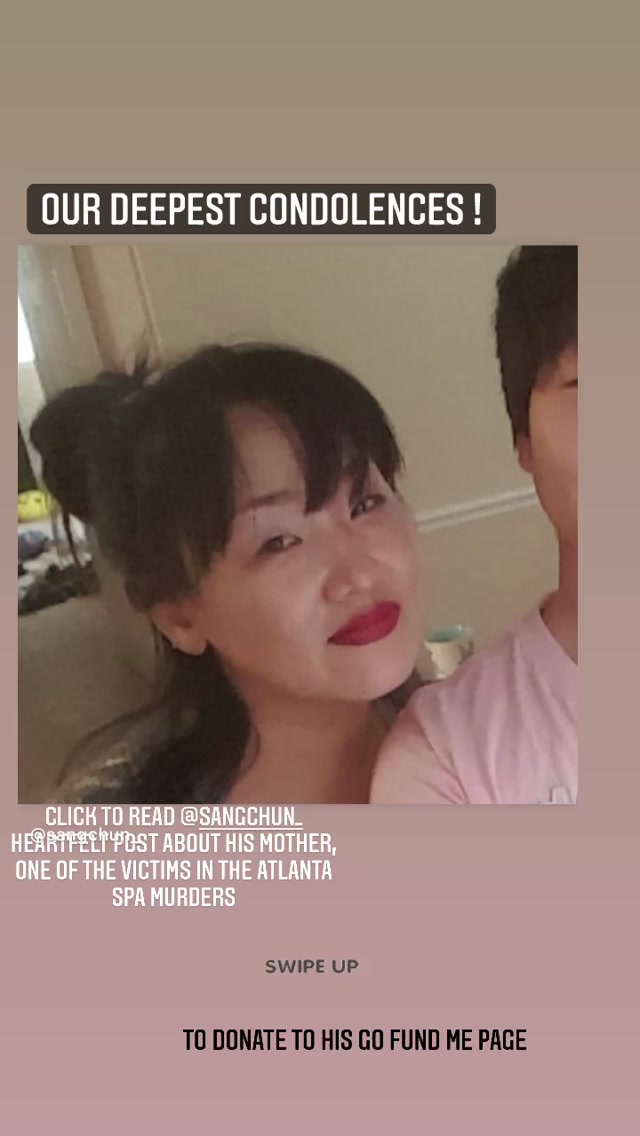 OUR DEEPEST CONDOLENCES !
CLICK TO READ @SANGCHUN_
@sangchun_
HEARTFELT POST ABOUT HIS MOTHER,
ONE OF THE VICTIMS IN THE ATLANTA
SPA MURDERS
SWIPE UP
TO DONATE TO HIS GO FUND ME PAGE